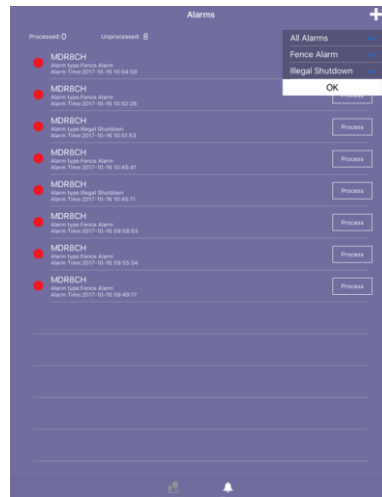 Alarms
+
Processed: 0 Unprocessed: 8
All Alarms
Fence Alarm
Illegal Shutdown
OK
MDR8CH
Alarm type:Fence Alarm
Alarm Time:2017-10-16 10:54:59
MDR8CH
Alarm type:Fence Alarm
Alarm Time:2017-10-16 10:52:26
MDR8CH
Alarm type:Illegal Shutdown
Alarm Time:2017-10-16 10:51:53
Process
MDR8CH
Alarm type:Fence Alarm
Alarm Time:2017-10-16 10:45:41
Process
MDR8CH
Alarm type:Illegal Shutdown
Alarm Time:2017-10-16 10:45:11
Process
MDR8CH
Alarm type:Fence Alarm
Alarm Time:2017-10-16 09:58:53
Process
MDR8CH
Alarm type:Fence Alarm
Alarm Time:2017-10-16 09:55:34
Process
MDR8CH
Alarm type:Fence Alarm
Alarm Time:2017-10-16 09:49:17
Process